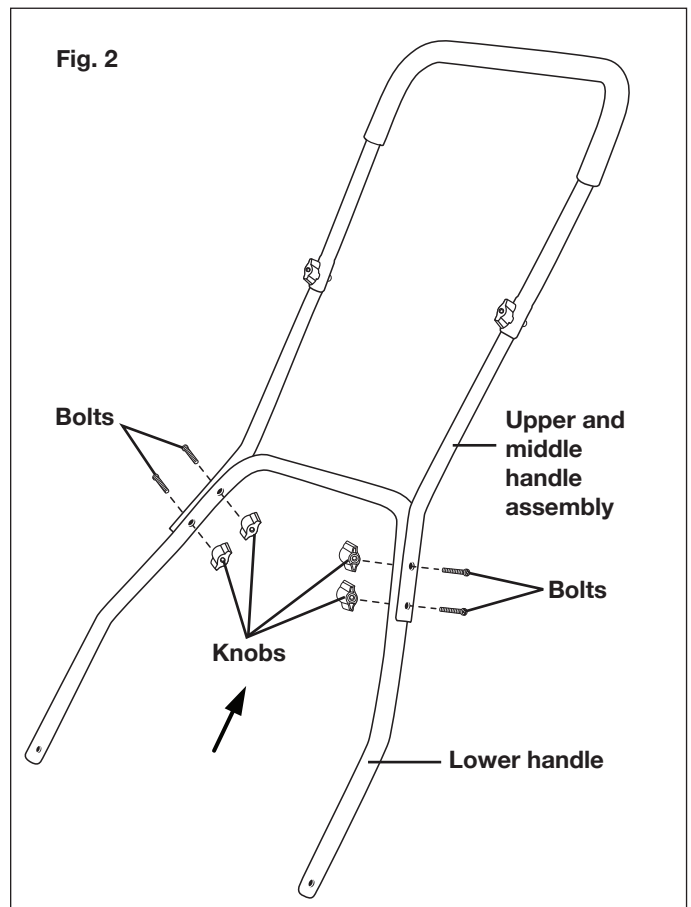 Fig. 2
Bolts
Upper and
middle
handle
assembly
Bolts
Knobs
Lower handle